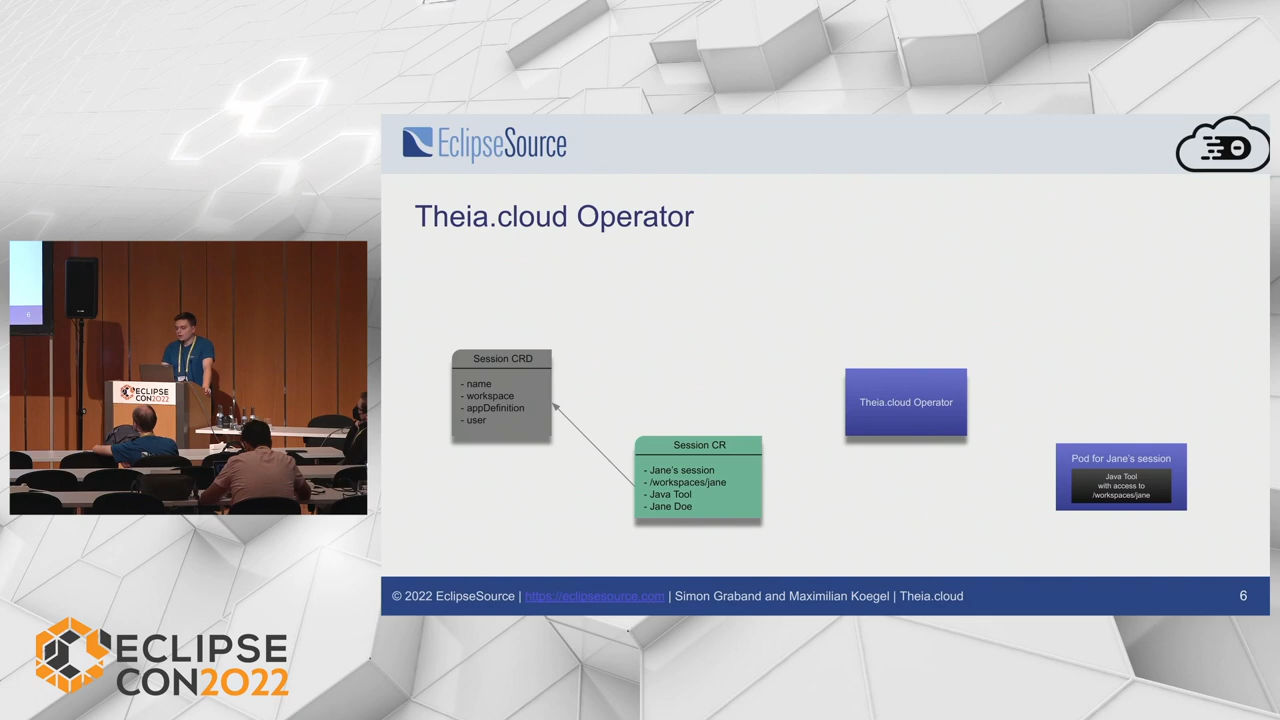 EclipseSource
Theia.cloud Operator
Session CRD
- name
- workspace
- appDefinition
- user
Session CR
- Jane's session
- /workspaces/jane
- Java Tool
- Jane Doe
Theia.cloud Operator
Pod for Jane's session
Java Tool
with access to
/workspaces/jane
6
ECLIPSE
CON2022
© 2022 EclipseSource | https://eclipsesource.com | Simon Graband and Maximilian Koegel | Theia.cloud
6
ECLIPSE
CON2022